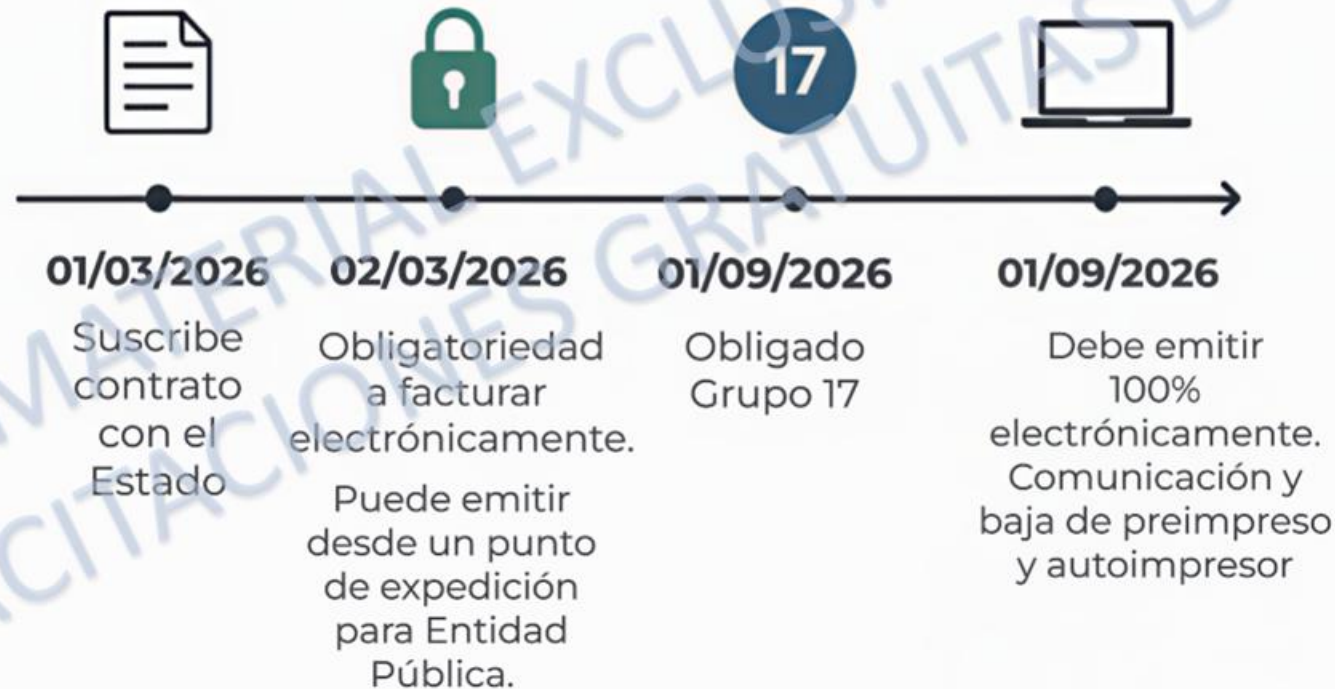 17
01/03/2026
Suscribe
contrato
con el
Estado
02/03/2026
Obligatoriedad
a facturar
electrónicamente.
Puede emitir
desde un punto
de expedición
para Entidad
Pública.
01/09/2026
Obligado
Grupo 17
01/09/2026
Debe emitir
100%
electrónicamente.
Comunicación y
baja de preimpreso
y autoimpresor
MATERIAL
GRATUITAS